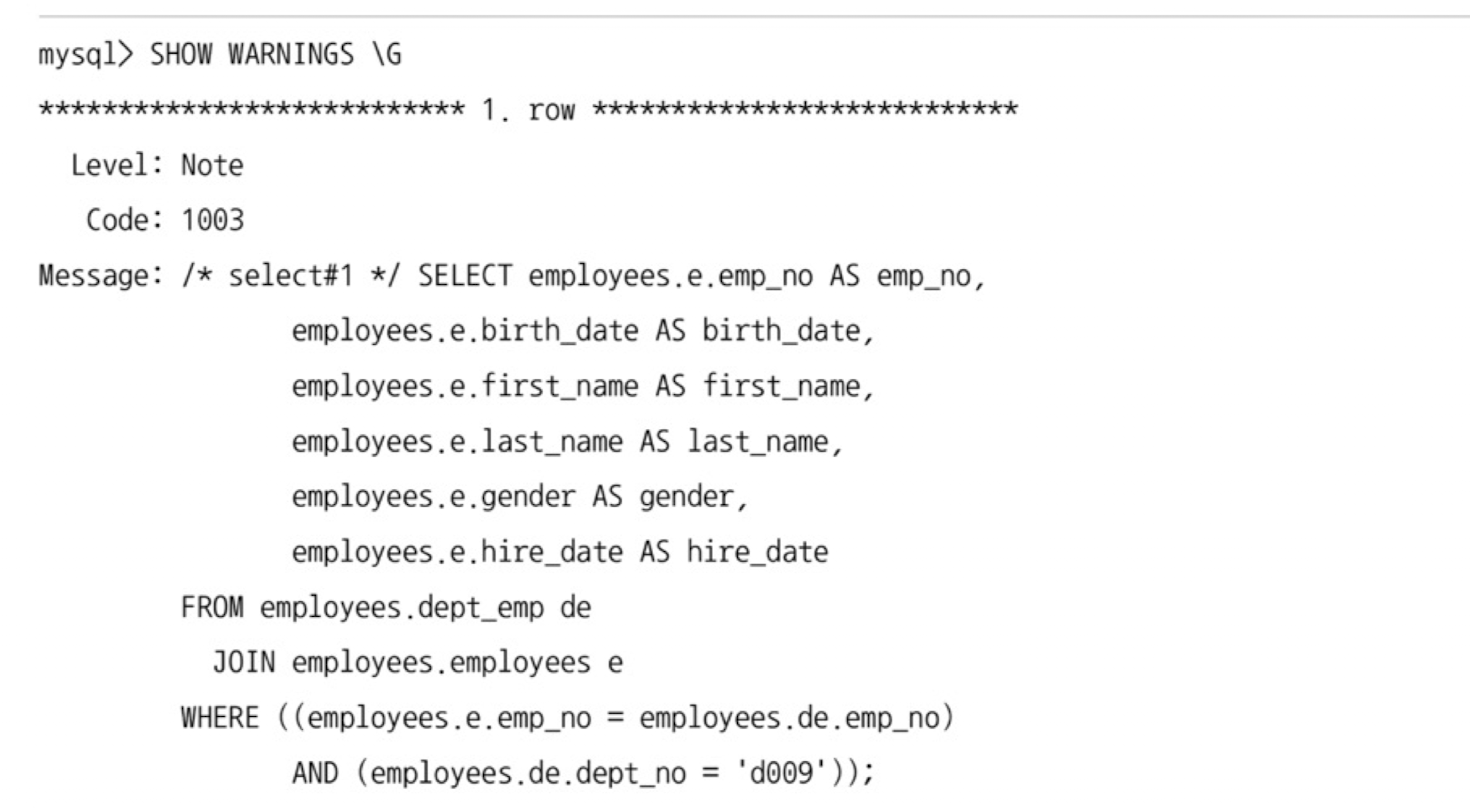 mysql> SHOW WARNINGS \G
*************************** 1. row ***************************
Level: Note
Code: 1003
Message: /* select#1 */ SELECT employees.e.emp_no AS emp_no,
employees.e.birth_date AS birth_date,
employees.e.first_name AS first_name,
employees.e.last_name AS last_name,
employees.e.gender AS gender,
employees.e.hire_date AS hire_date
FROM employees.dept_emp de
JOIN employees.employees e
WHERE ((employees.e.emp_no = employees.de.emp_no)
AND (employees.de.dept_no = 'd009'));